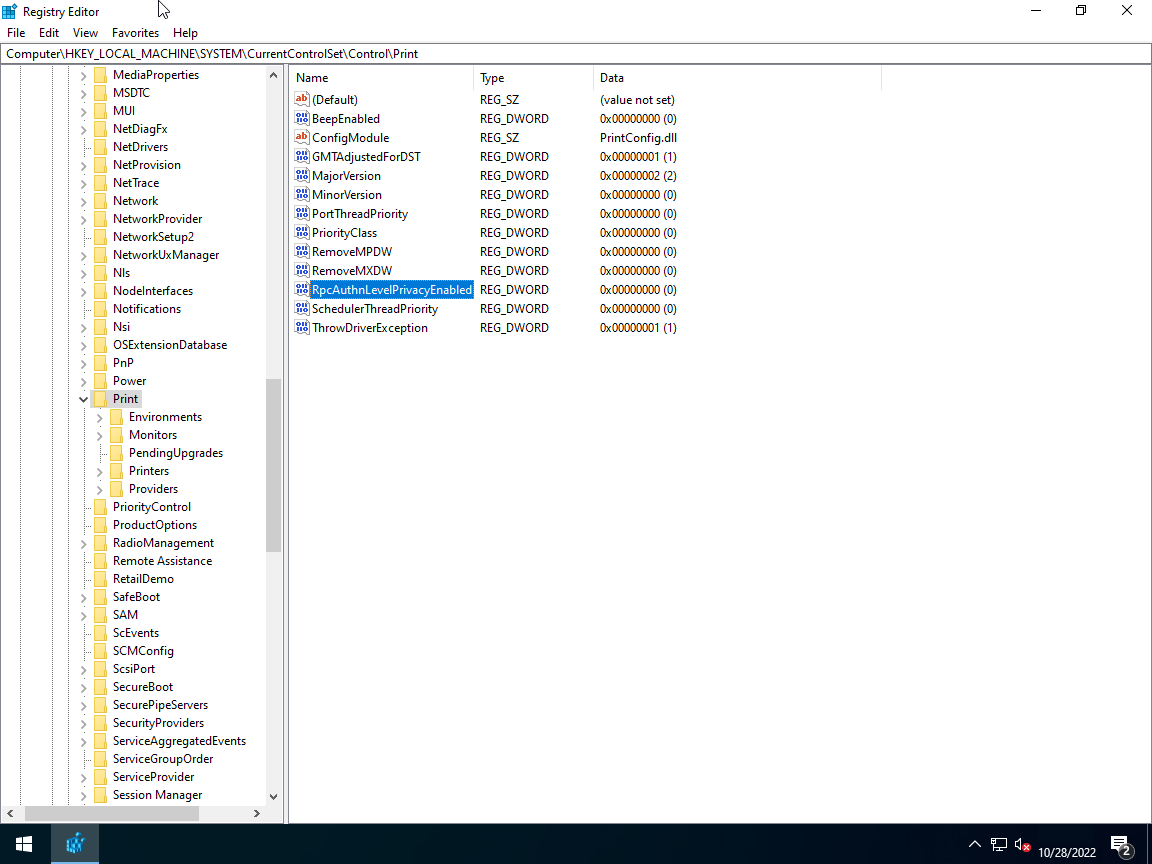 Registry Editor
File Edit View Favorites Help
Computer\HKEY_LOCAL_MACHINE\SYSTEM\CurrentControlSet\Control\Print
MediaProperties
MSDTC
MUI
NetDiagFx
NetDrivers
NetProvision
NetTrace
Network
NetworkProvider
NetworkSetup2
NetworkUxManager
Nls
NodeInterfaces
Notifications
Nsi
OSExtensionDatabase
PnP
Power
Print
Environments
Monitors
PendingUpgrades
Printers
Providers
PriorityControl
ProductOptions
RadioManagement
Remote Assistance
RetailDemo
SafeBoot
SAM
ScEvents
SCMConfig
ScsiPort
SecureBoot
SecurePipeServers
SecurityProviders
ServiceAggregatedEvents
ServiceGroupOrder
ServiceProvider
Session Manager
Name Type Data
(Default) REG_SZ (value not set)
BeepEnabled REG_DWORD 0x00000000 (0)
ConfigModule REG_SZ PrintConfig.dll
GMTAdjustedForDST REG_DWORD 0x00000001 (1)
MajorVersion REG_DWORD 0x00000002 (2)
MinorVersion REG_DWORD 0x00000000 (0)
PortThreadPriority REG_DWORD 0x00000000 (0)
PriorityClass REG_DWORD 0x00000000 (0)
RemoveMPDW REG_DWORD 0x00000000 (0)
RemoveMXDW REG_DWORD 0x00000000 (0)
RpcAuthnLevelPrivacyEnabled REG_DWORD 0x00000000 (0)
SchedulerThreadPriority REG_DWORD 0x00000000 (0)
ThrowDriverException REG_DWORD 0x00000001 (1)
10/28/2022 2